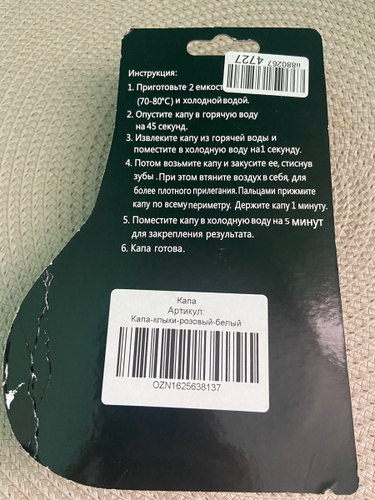 li880267 4727
Инструкция:
1. Приготовьте 2 емкост
(70-80°C) и холодной водой.
2. Опустите капу в горячую воду
на 45 секунд.
3. Извлеките капу из горячей воды и
поместите в холодную воду на1 секунду.
4. Потом возьмите капу и закусите ее, стиснув
зубы .При этом втяните воздух в себя, для
более плотного прилегания. Пальцами прижмите
капу по всему периметру. Держите капу 1 минуту.
5. Поместите капу в холодную воду на 5 минут
для закрепления результата.
6. Капа готова.
Капа
Артикул:
Капа-клыки-розовый-белый
OZN1625638137